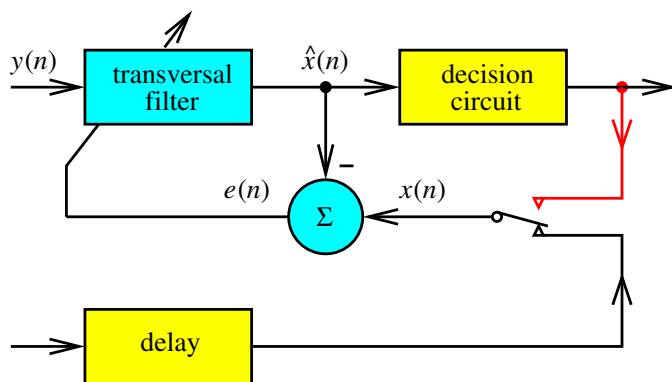 y(n)
transversal
filter
x̂(n)
decision
circuit
−
e(n)
Σ
x(n)
delay